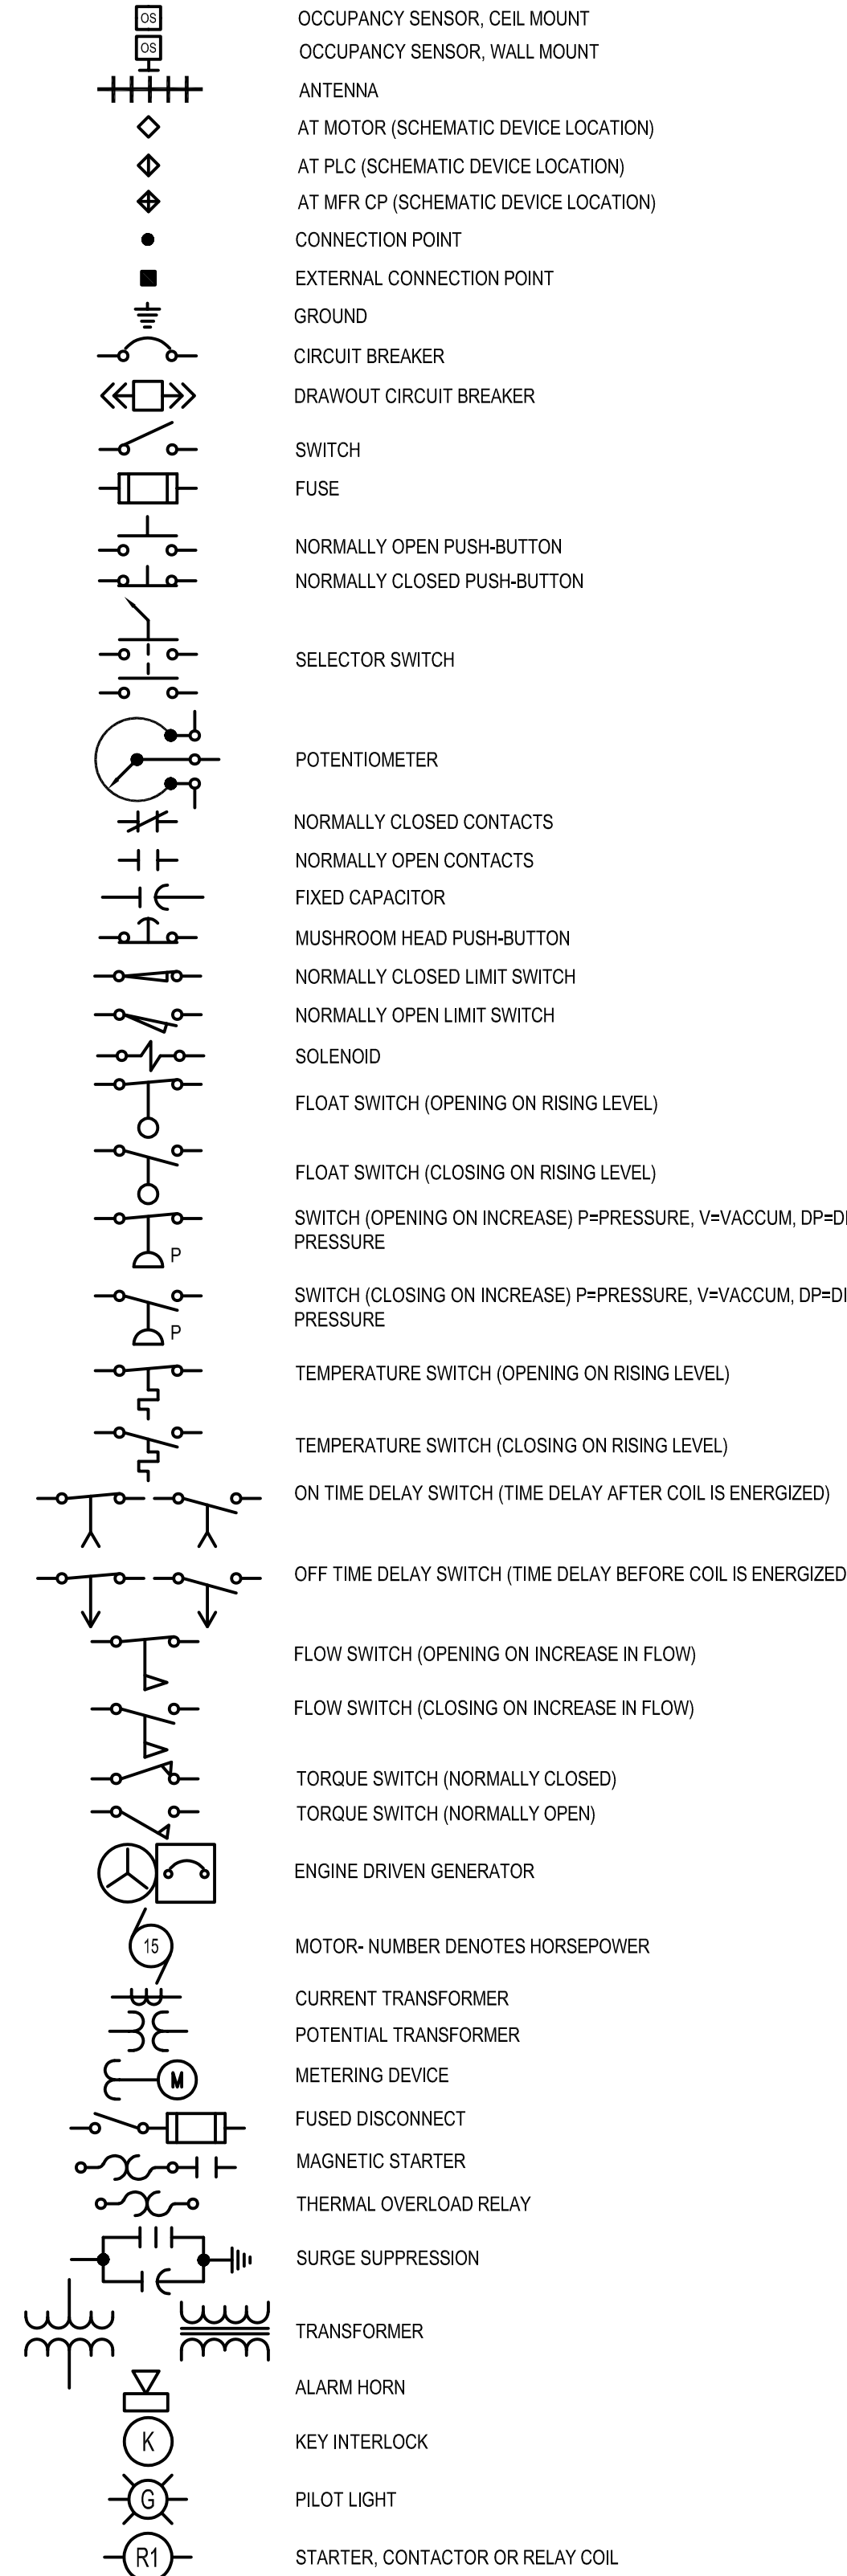 OS OCCUPANCY SENSOR, CEIL MOUNT
OS OCCUPANCY SENSOR, WALL MOUNT
ANTENNA
AT MOTOR (SCHEMATIC DEVICE LOCATION)
AT PLC (SCHEMATIC DEVICE LOCATION)
AT MFR CP (SCHEMATIC DEVICE LOCATION)
CONNECTION POINT
EXTERNAL CONNECTION POINT
GROUND
CIRCUIT BREAKER
DRAWOUT CIRCUIT BREAKER
SWITCH
FUSE
NORMALLY OPEN PUSH-BUTTON
NORMALLY CLOSED PUSH-BUTTON
SELECTOR SWITCH
POTENTIOMETER
NORMALLY CLOSED CONTACTS
NORMALLY OPEN CONTACTS
FIXED CAPACITOR
MUSHROOM HEAD PUSH-BUTTON
NORMALLY CLOSED LIMIT SWITCH
NORMALLY OPEN LIMIT SWITCH
SOLENOID
FLOAT SWITCH (OPENING ON RISING LEVEL)
FLOAT SWITCH (CLOSING ON RISING LEVEL)
SWITCH (OPENING ON INCREASE) P=PRESSURE, V=VACCUM, DP=DI
PRESSURE
P
SWITCH (CLOSING ON INCREASE) P=PRESSURE, V=VACCUM, DP=DI
PRESSURE
P
TEMPERATURE SWITCH (OPENING ON RISING LEVEL)
TEMPERATURE SWITCH (CLOSING ON RISING LEVEL)
ON TIME DELAY SWITCH (TIME DELAY AFTER COIL IS ENERGIZED)
OFF TIME DELAY SWITCH (TIME DELAY BEFORE COIL IS ENERGIZED
FLOW SWITCH (OPENING ON INCREASE IN FLOW)
FLOW SWITCH (CLOSING ON INCREASE IN FLOW)
TORQUE SWITCH (NORMALLY CLOSED)
TORQUE SWITCH (NORMALLY OPEN)
ENGINE DRIVEN GENERATOR
15 MOTOR- NUMBER DENOTES HORSEPOWER
CURRENT TRANSFORMER
POTENTIAL TRANSFORMER
M METERING DEVICE
FUSED DISCONNECT
MAGNETIC STARTER
THERMAL OVERLOAD RELAY
SURGE SUPPRESSION
TRANSFORMER
ALARM HORN
K KEY INTERLOCK
G PILOT LIGHT
R1 STARTER, CONTACTOR OR RELAY COIL